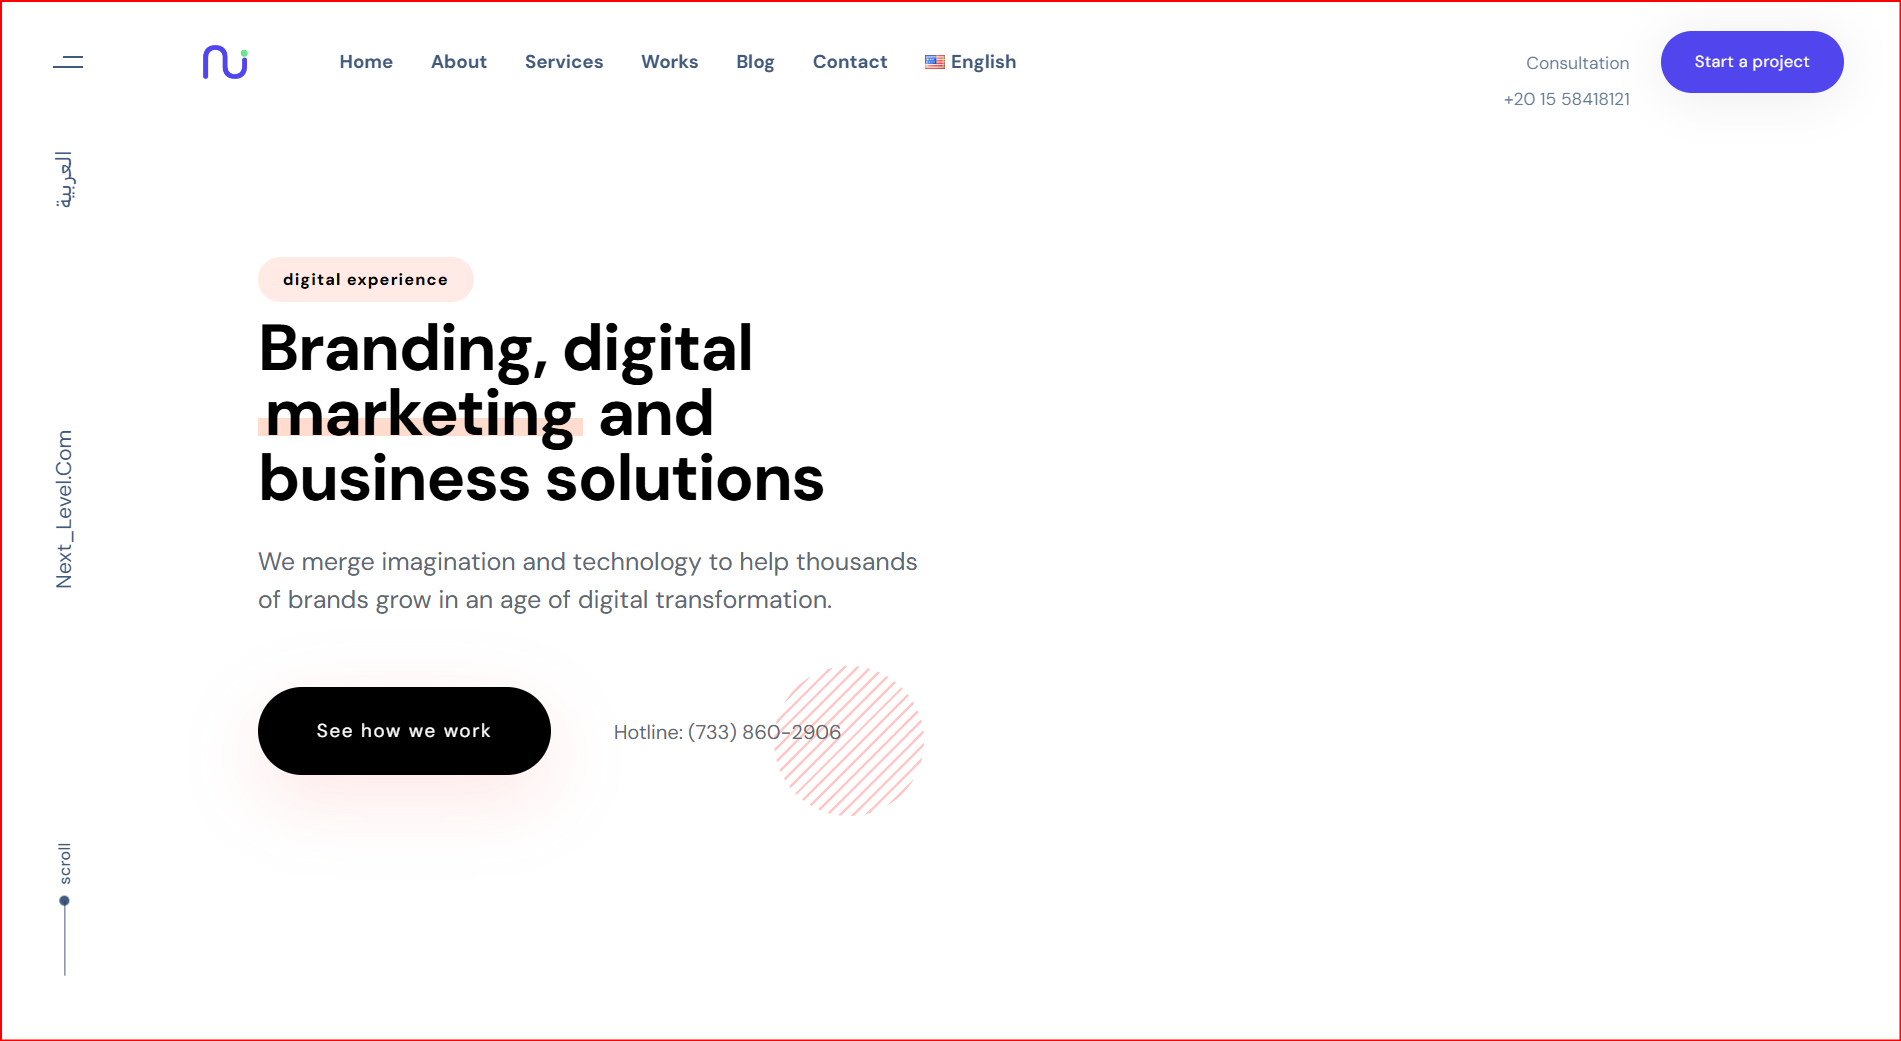 Home About Services Works Blog Contact English
Consultation
+20 15 58418121
Start a project
العربية
Next_Level.Com
scroll
digital experience
Branding, digital
marketing and
business solutions
We merge imagination and technology to help thousands
of brands grow in an age of digital transformation.
See how we work
Hotline: (733) 860-2906